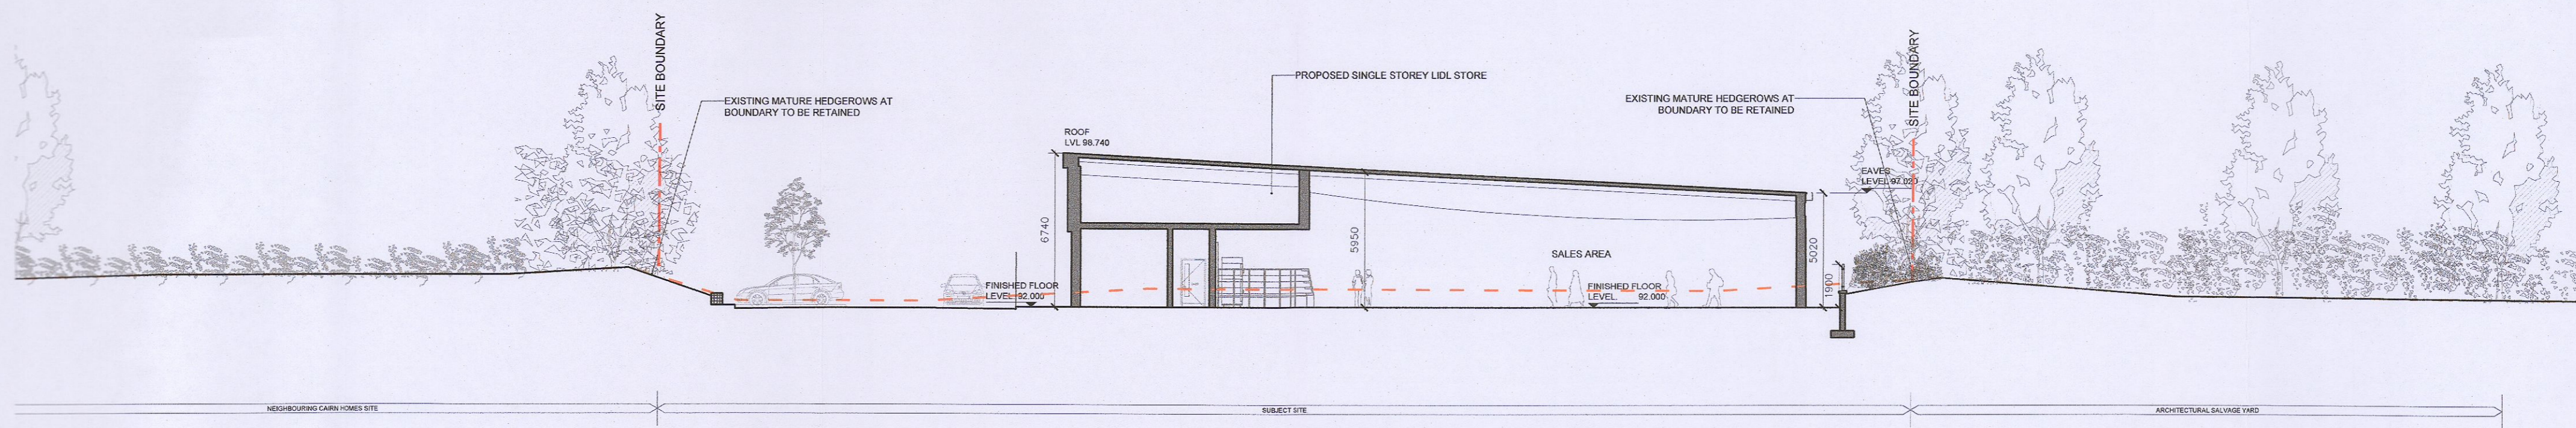 SITE BOUNDARY
EXISTING MATURE HEDGEROWS AT
BOUNDARY TO BE RETAINED
ROOF
LVL 98.740
PROPOSED SINGLE STOREY LIDL STORE
EXISTING MATURE HEDGEROWS AT
BOUNDARY TO BE RETAINED
SITE BOUNDARY
EAVES
LEVEL 97.020
6740
5950
SALES AREA
5020
1900
FINISHED FLOOR
LEVEL. 92.000
FINISHED FLOOR
LEVEL. 92.000
NEIGHBOURING CAIRN HOMES SITE
SUBJECT SITE
ARCHITECTURAL SALVAGE YARD